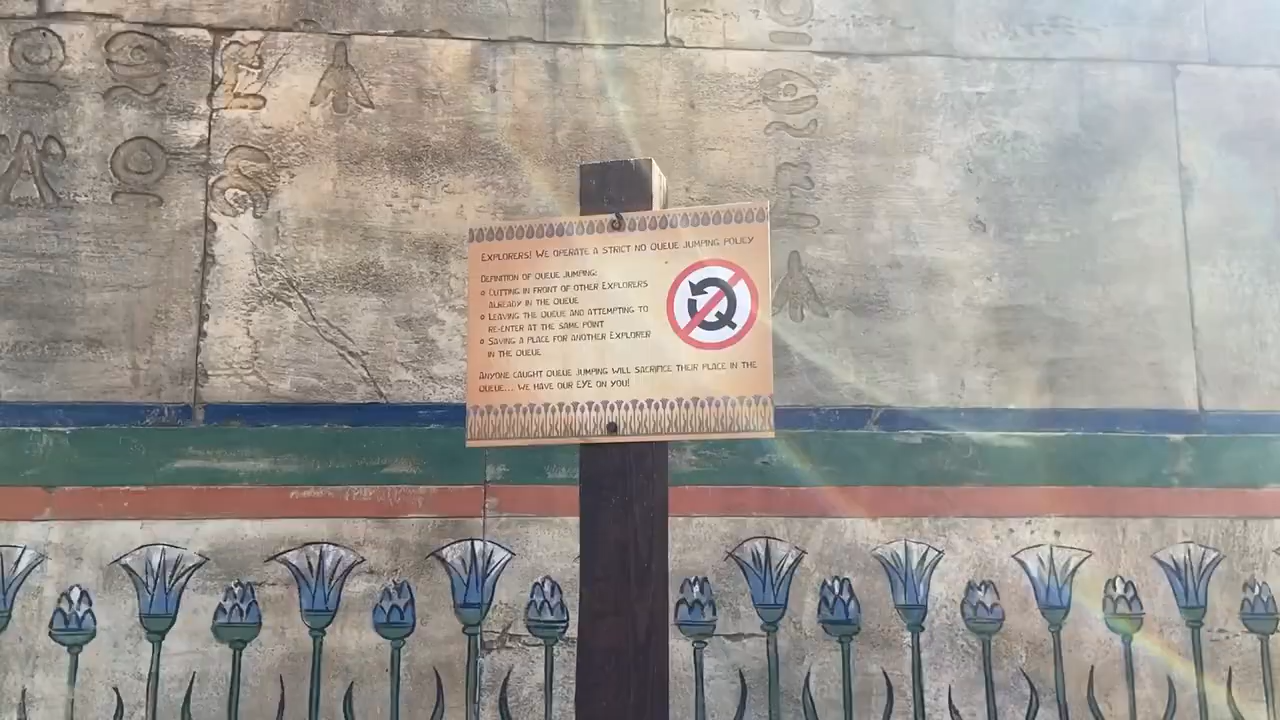 EXPLORERS! WE OPERATE A STRICT NO QUEUE JUMPING POLICY
DEFINITION OF QUEUE JUMPING:
o CUTTING IN FRONT OF OTHER EXPLORERS
ALREADY IN THE QUEUE
o LEAVING THE QUEUE AND ATTEMPTING TO
RE-ENTER AT THE SAME POINT
o SAVING A PLACE FOR ANOTHER EXPLORER
IN THE QUEUE
Q
ANYONE CAUGHT QUEUE JUMPING WILL SACRIFICE THEIR PLACE IN THE
QUEUE... WE HAVE OUR EYE ON YOU!